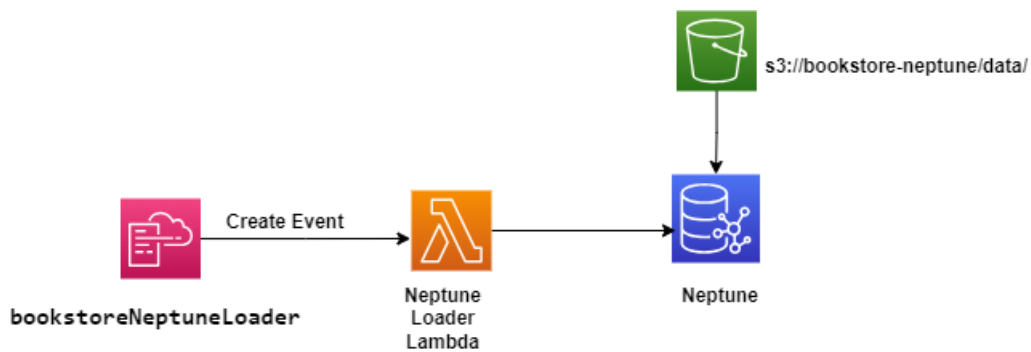 s3://bookstore-neptune/data/
Create Event
bookstoreNeptuneLoader
Neptune
Loader
Lambda
Neptune